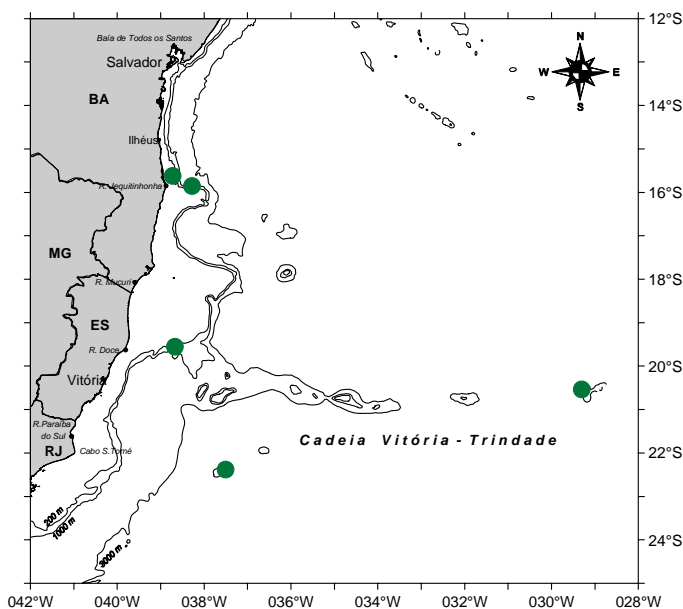 12°S
Baía de Todos os Santos
N
Salvador
W
E
BA
S
14°S
Ilhéus
R. Jequitinhonha
16°S
MG
R. Mucuri
18°S
ES
R. Doce
20°S
Vitória
R.Paraíba
do Sul
Cabo S.Tomé
Cadeia Vitória - Trindade
RJ
22°S
200 m
1000 m
3000 m
24°S
042°W
040°W
038°W
036°W
034°W
032°W
030°W
028°W